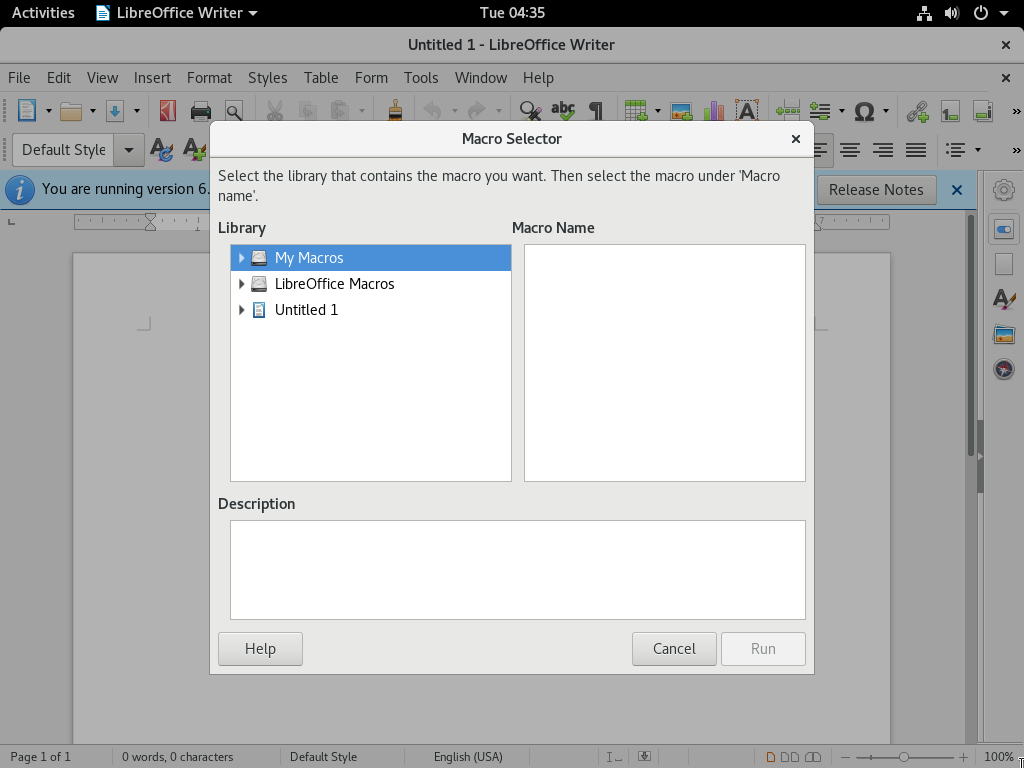 Activities LibreOffice Writer Tue 04:35
Untitled 1 - LibreOffice Writer
File Edit View Insert Format Styles Table Form Tools Window Help
Default Style
Macro Selector
You are running version 6.
Release Notes
Select the library that contains the macro you want. Then select the macro under 'Macro
name'.
Library Macro Name
My Macros
LibreOffice Macros
Untitled 1
Description
Help Cancel Run
Page 1 of 1 0 words, 0 characters Default Style English (USA) 100%